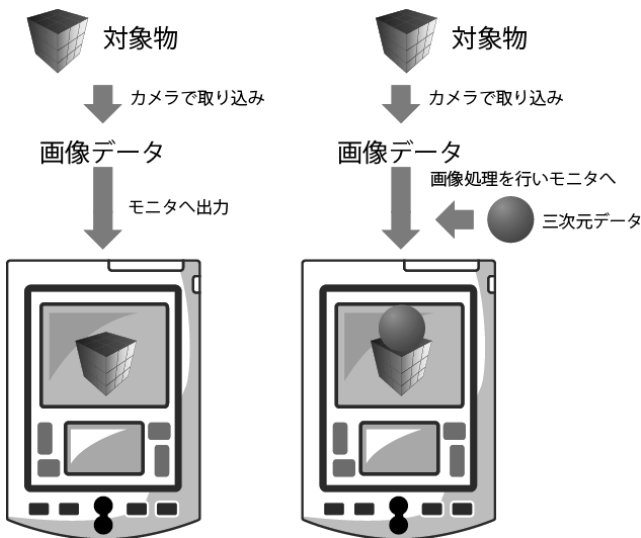 対象物
カメラで取り込み
画像データ
モニタへ出力
対象物
カメラで取り込み
画像データ
画像処理を行いモニタへ
三次元データ